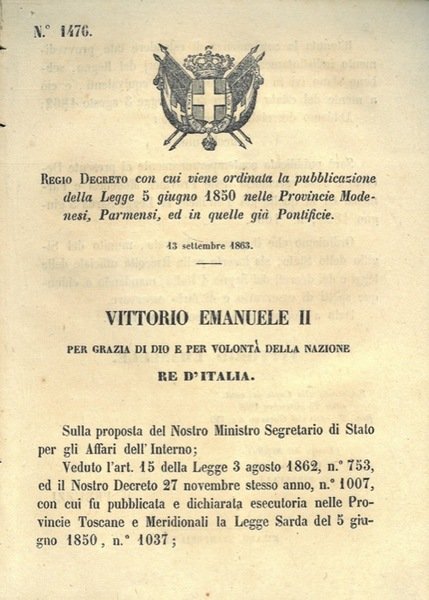 N.° 1476.
REGIO DECRETO con cui viene ordinata la pubblicazione
della Legge 5 giugno 1850 nelle Provincie Mode-
nesi, Parmensi, ed in quelle già Pontificie.
13 settembre 1863.
VITTORIO EMANUELE II
PER GRAZIA DI DIO E PER VOLONTÀ DELLA NAZIONE
RE D'ITALIA.
Sulla proposta del Nostro Ministro Segretario di Stato
per gli Affari dell'Interno;
Veduto l'art. 15 della Legge 3 agosto 1862, n.° 753,
ed il Nostro Decreto 27 novembre stesso anno, n.° 1007,
con cui fu pubblicata e dichiarata esecutoria nelle Pro-
vincie Toscane e Meridionali la Legge Sarda del 5 giu-
gno 1850, n.° 1037;